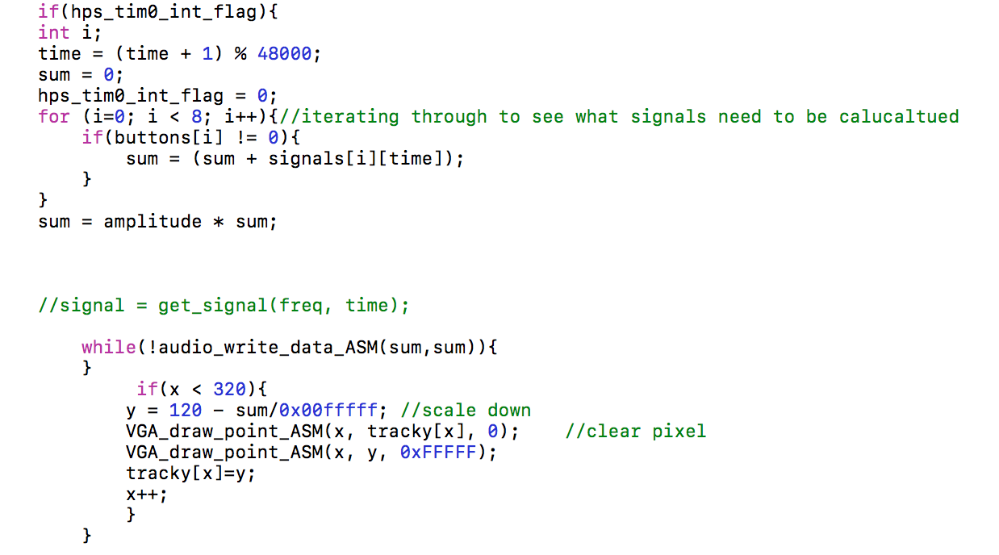 if(hps_tim0_int_flag){
int i;
time = (time + 1) % 48000;
sum = 0;
hps_tim0_int_flag = 0;
for (i=0; i < 8; i++){//iterating through to see what signals need to be calucaltued
if(buttons[i] != 0){
sum = (sum + signals[i][time]);
}
}
sum = amplitude * sum;
//signal = get_signal(freq, time);
while(!audio_write_data_ASM(sum,sum)){
}
if(x < 320){
y = 120 - sum/0x00fffff; //scale down
VGA_draw_point_ASM(x, tracky[x], 0); //clear pixel
VGA_draw_point_ASM(x, y, 0xFFFFF);
tracky[x]=y;
x++;
}
}